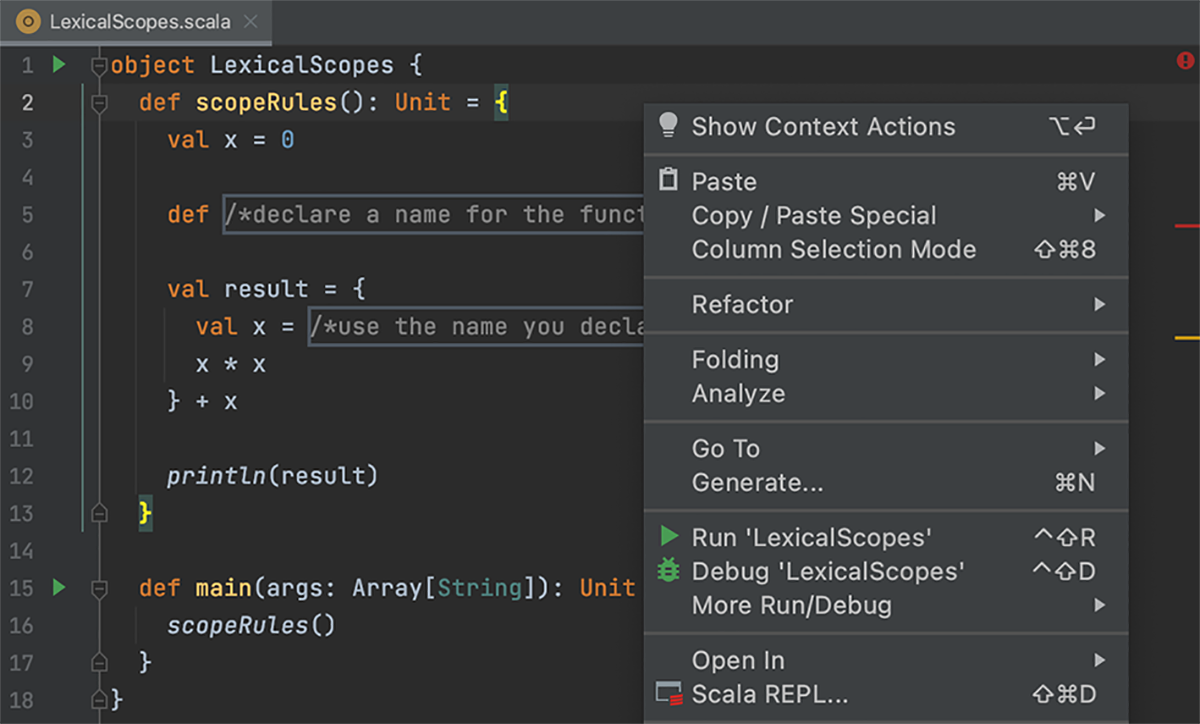 LexicalScopes.scala
1 object LexicalScopes {
2 def scopeRules(): Unit = {
3 val x = 0
4
5 def /*declare a name for the funct
6
7 val result = {
8 val x = /*use the name you decla
9 x * x
10 } + x
11
12 println(result)
13 }
14
15 def main(args: Array[String]): Unit
16 scopeRules()
17 }
18 }
Show Context Actions ⌥⏎
Paste ⌘V
Copy / Paste Special
Column Selection Mode ⇧⌘8
Refactor
Folding
Analyze
Go To
Generate... ⌘N
Run 'LexicalScopes' ^⇧R
Debug 'LexicalScopes' ^⇧D
More Run/Debug
Open In
Scala REPL... ⇧⌘D